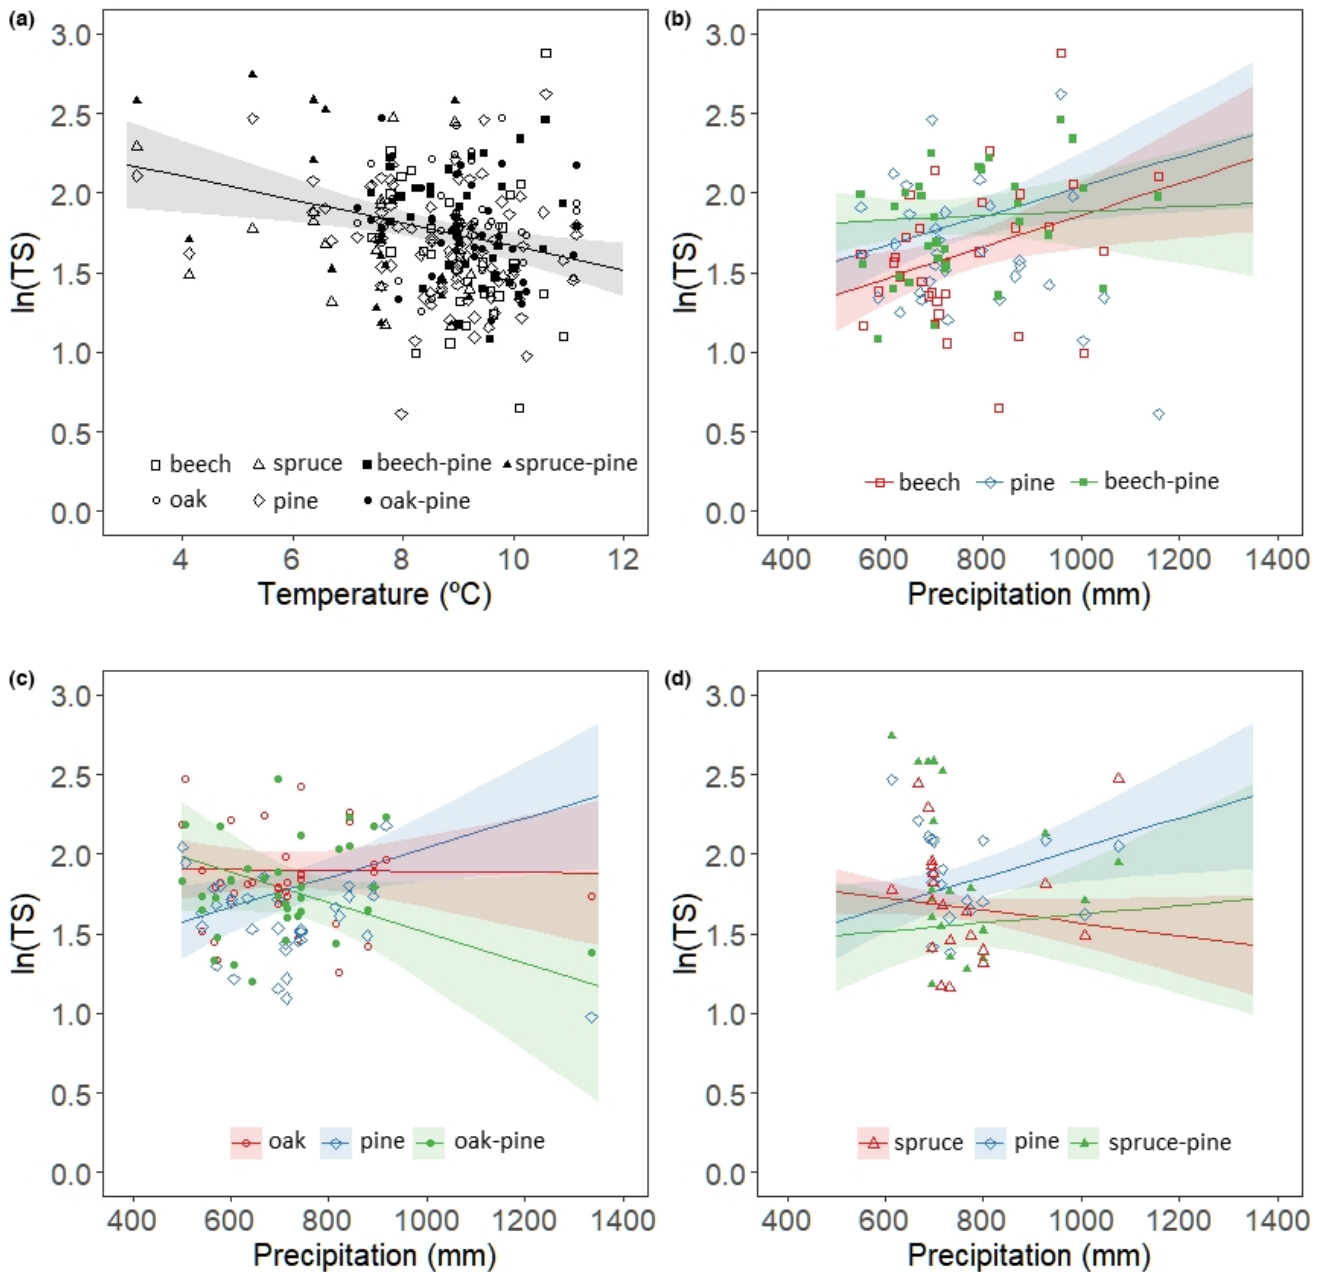 (a)
3.0
2.5
2.0
1.5
1.0
0.5
0.0
ln(TS)
beech spruce beech-pine spruce-pine
oak pine oak-pine
4 6 8 10 12
Temperature (ºC)
(b)
3.0
2.5
2.0
1.5
1.0
0.5
0.0
ln(TS)
beech pine beech-pine
400 600 800 1000 1200 1400
Precipitation (mm)
(c)
3.0
2.5
2.0
1.5
1.0
0.5
0.0
ln(TS)
oak pine oak-pine
400 600 800 1000 1200 1400
Precipitation (mm)
(d)
3.0
2.5
2.0
1.5
1.0
0.5
0.0
ln(TS)
spruce pine spruce-pine
400 600 800 1000 1200 1400
Precipitation (mm)